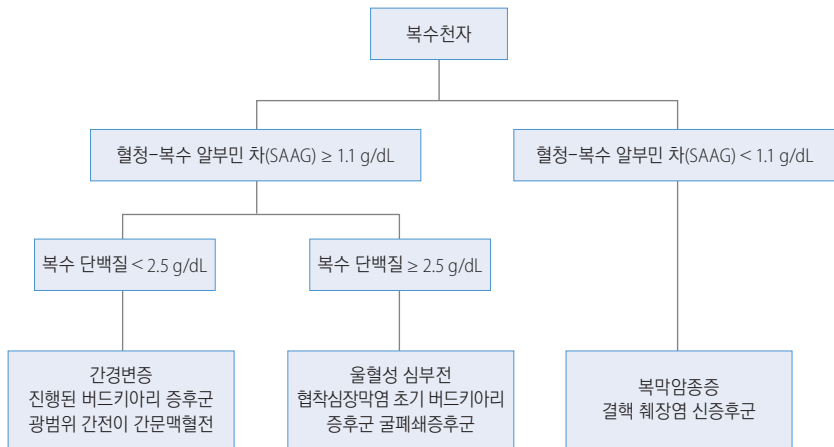 복수천자
혈청-복수 알부민 차(SAAG) ≥ 1.1 g/dL
혈청-복수 알부민 차(SAAG) < 1.1 g/dL
복수 단백질 < 2.5 g/dL
복수 단백질 ≥ 2.5 g/dL
간경변증
진행된 버드키아리 증후군
광범위 간전이 간문맥혈전
울혈성 심부전
협착심장막염 초기 버드키아리
증후군 굴폐쇄증후군
복막암종증
결핵 췌장염 신증후군